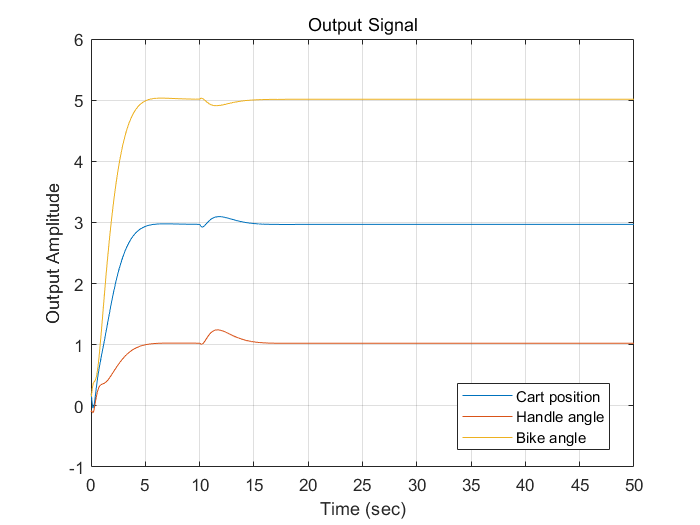 Output Signal
6
5
4
3
2
1
0
-1
Output Amplitude
Cart position
Handle angle
Bike angle
0 5 10 15 20 25 30 35 40 45 50
Time (sec)